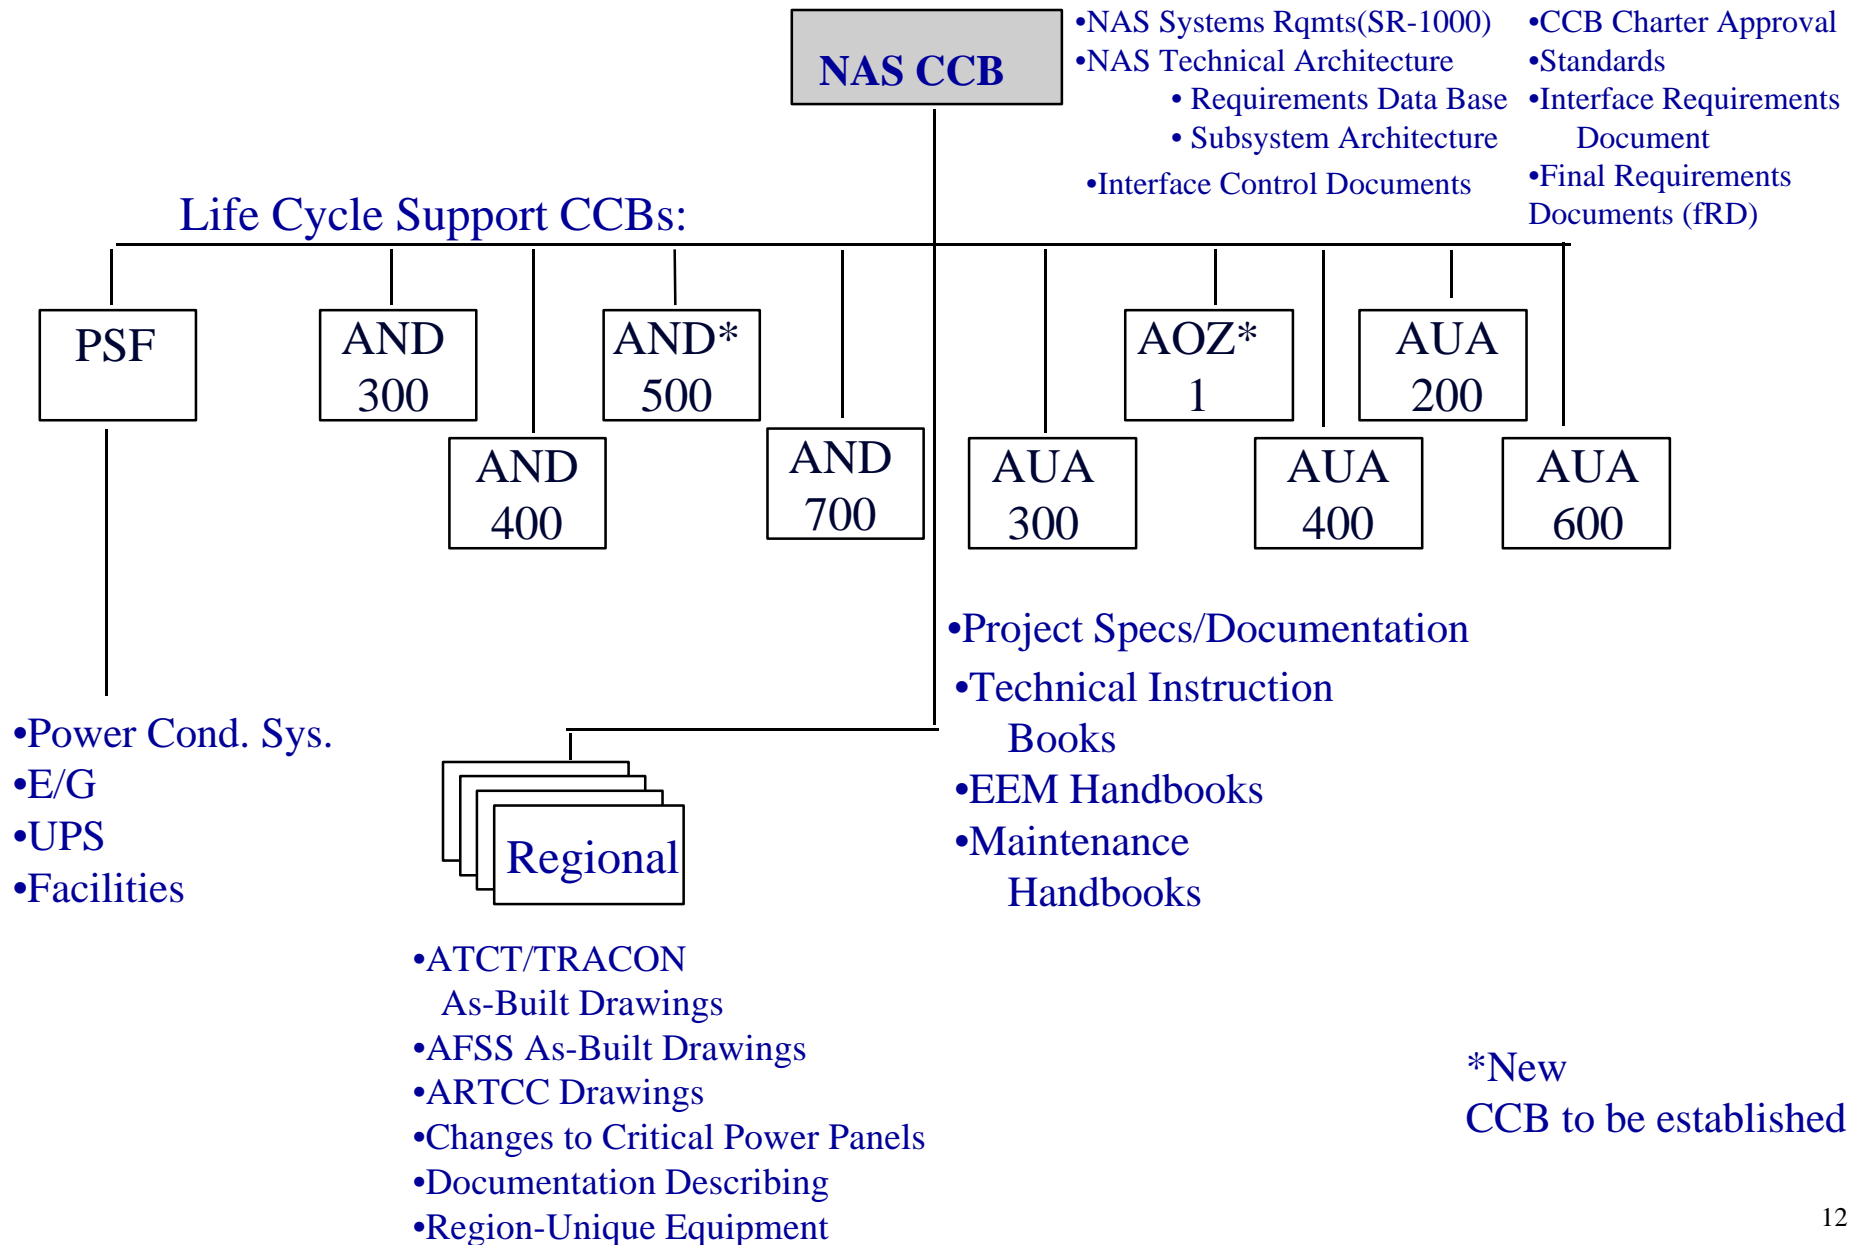 NAS CCB
•NAS Systems Rqmts(SR-1000)
•NAS Technical Architecture
• Requirements Data Base
• Subsystem Architecture
•Interface Control Documents
•CCB Charter Approval
•Standards
•Interface Requirements
Document
•Final Requirements
Documents (fRD)
Life Cycle Support CCBs:
PSF
AND
300
AND
400
AND*
500
AND
700
AUA
300
AOZ*
1
AUA
400
AUA
200
AUA
600
•Power Cond. Sys.
•E/G
•UPS
•Facilities
Regional
•ATCT/TRACON
As-Built Drawings
•AFSS As-Built Drawings
•ARTCC Drawings
•Changes to Critical Power Panels
•Documentation Describing
•Region-Unique Equipment
•Project Specs/Documentation
•Technical Instruction
Books
•EEM Handbooks
•Maintenance
Handbooks
*New
CCB to be established
12